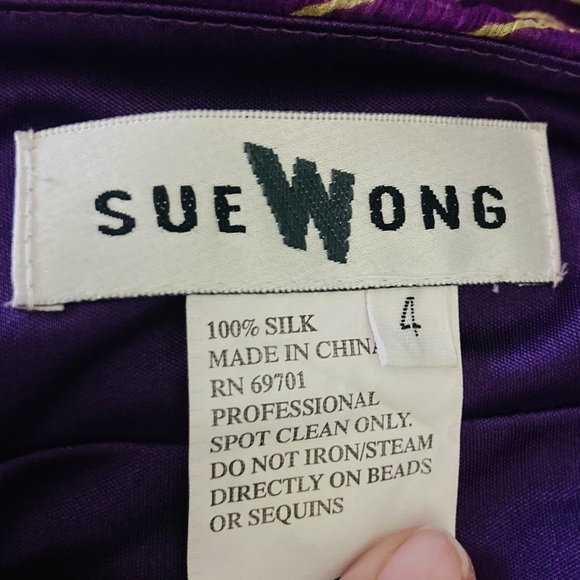 SUE WONG
4
100% SILK
MADE IN CHINA
RN 69701
PROFESSIONAL
SPOT CLEAN ONLY.
DO NOT IRON/STEAM
DIRECTLY ON BEADS
OR SEQUINS